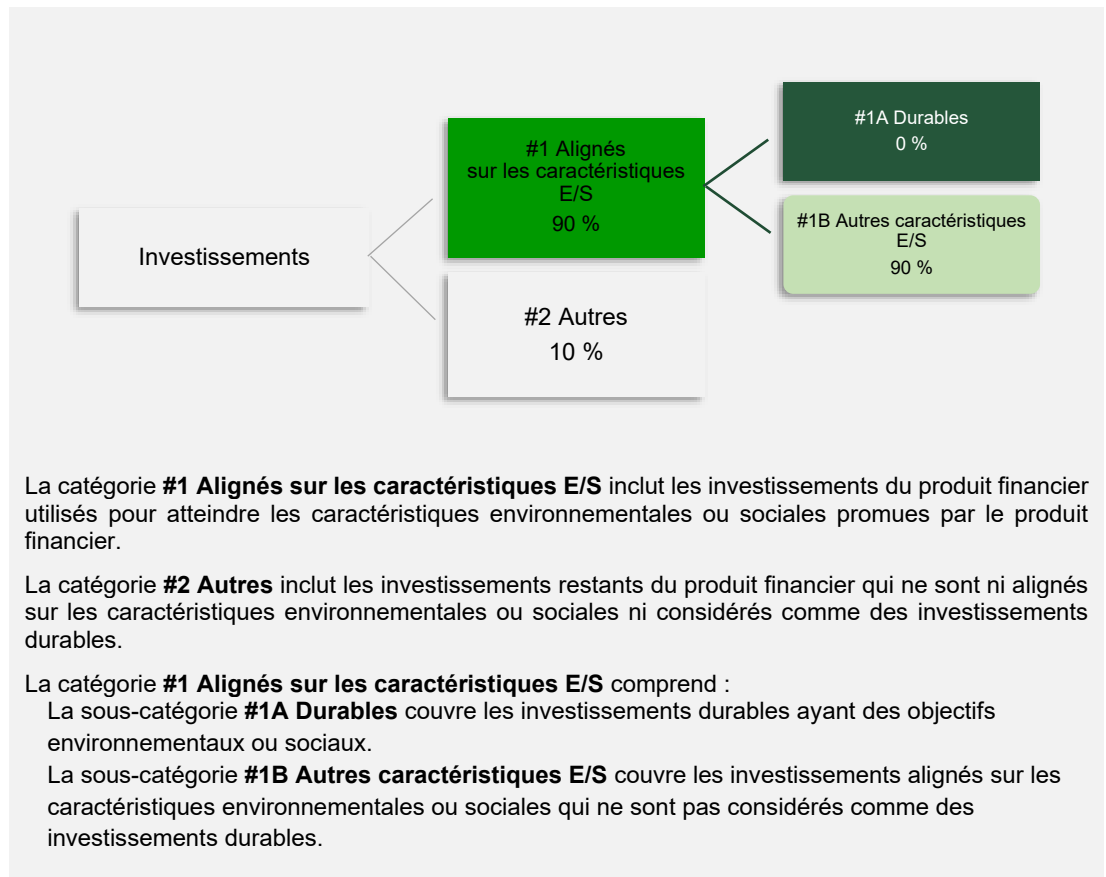 Investissements
#1 Alignés
sur les caractéristiques
E/S
90 %
#2 Autres
10 %
#1A Durables
0 %
#1B Autres caractéristiques
E/S
90 %
La catégorie #1 Alignés sur les caractéristiques E/S inclut les investissements du produit financier
utilisés pour atteindre les caractéristiques environnementales ou sociales promues par le produit
financier.
La catégorie #2 Autres inclut les investissements restants du produit financier qui ne sont ni alignés
sur les caractéristiques environnementales ou sociales ni considérés comme des investissements
durables.
La catégorie #1 Alignés sur les caractéristiques E/S comprend :
La sous-catégorie #1A Durables couvre les investissements durables ayant des objectifs
environnementaux ou sociaux.
La sous-catégorie #1B Autres caractéristiques E/S couvre les investissements alignés sur les
caractéristiques environnementales ou sociales qui ne sont pas considérés comme des
investissements durables.